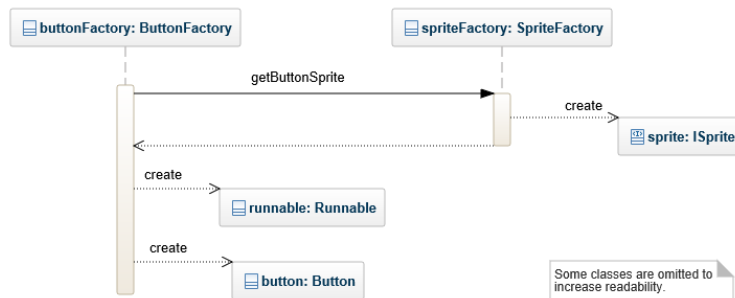 buttonFactory: ButtonFactory
spriteFactory: SpriteFactory
getButtonSprite
create
sprite: ISprite
create
runnable: Runnable
create
button: Button
Some classes are omitted to
increase readability.